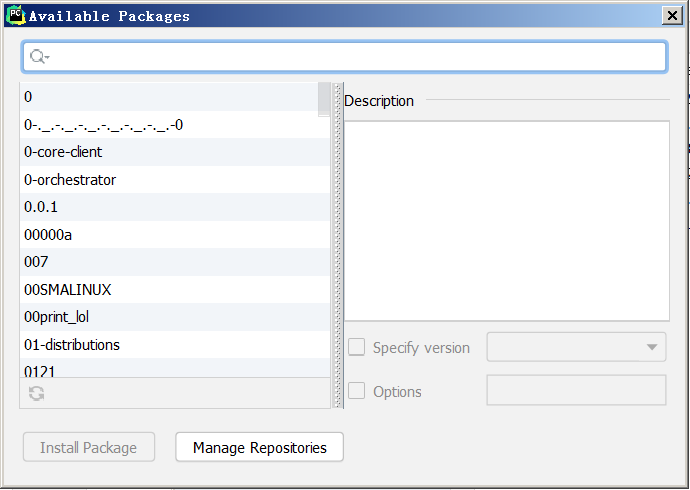 PC Available Packages
0
0-._.-._.-._.-._.-._.-._.-0
0-core-client
0-orchestrator
0.0.1
00000a
007
00SMALINUX
00print_lol
01-distributions
0121
Description
Specify version
Options
Install Package
Manage Repositories